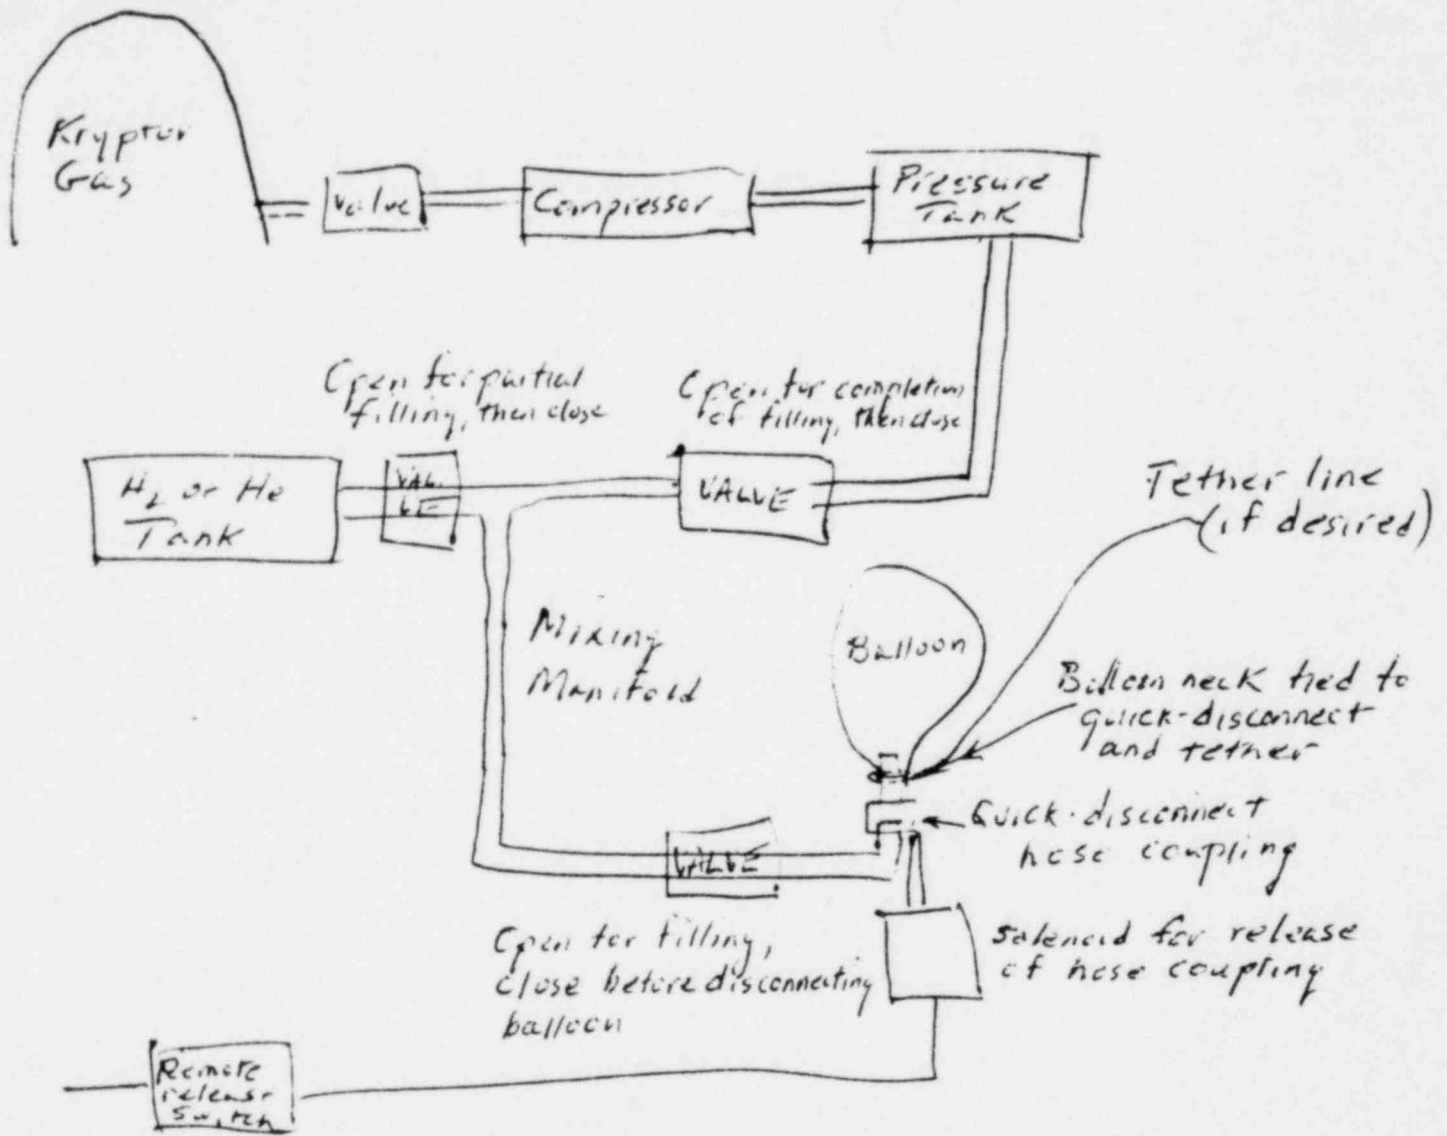 Krypton
Gas
Valve
Compressor
Pressure
Tank
Open for partial
filling, then close
Open for completion
of filling, then close
H2 or He
Tank
VAL
VE
VALVE
Tether line
(if desired)
Mixing
Manifold
Balloon
Balloon neck tied to
quick-disconnect
and tether
Quick-disconnect
hose coupling
VALVE
Open for filling,
close before disconnecting
balloon
Solenoid for release
of hose coupling
Remote
release
Switch